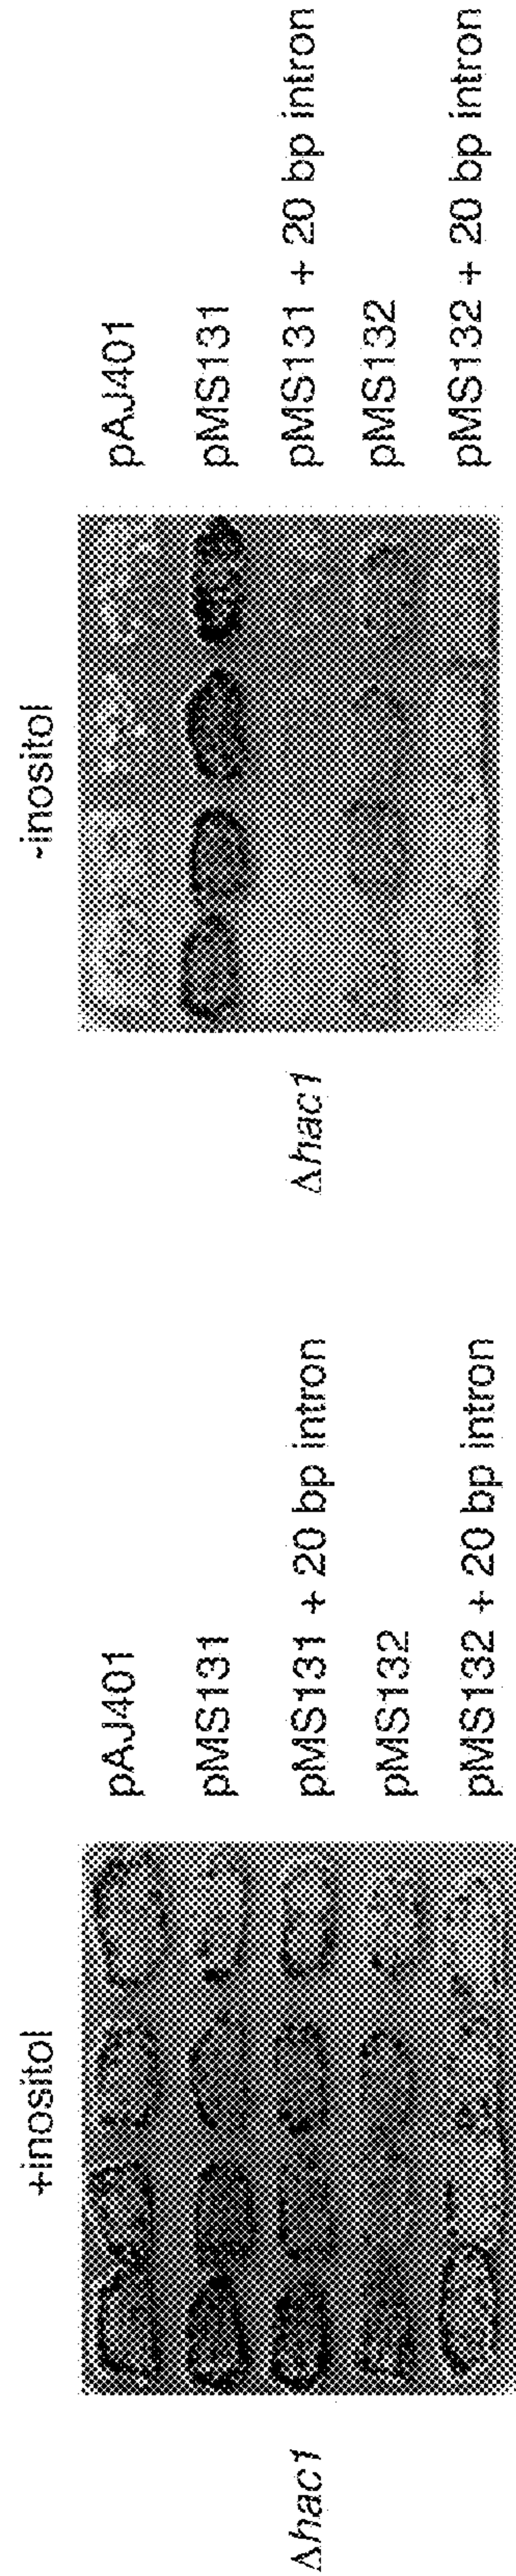 +inositol
Δhac1
pAJ401
pMS131
pMS131 + 20 bp intron
pMS132
pMS132 + 20 bp intron
-inositol
Δhac1
pAJ401
pMS131
pMS131 + 20 bp intron
pMS132
pMS132 + 20 bp intron